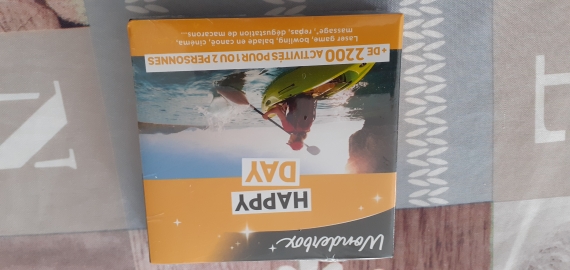 Wonderbox
HAPPY
DAY
+ DE 2200 ACTIVITÉS POUR 1 OU 2 PERSONNES
Laser game, bowling, balade en canoë, cinéma,
massage*, repas, dégustation de macarons...
N